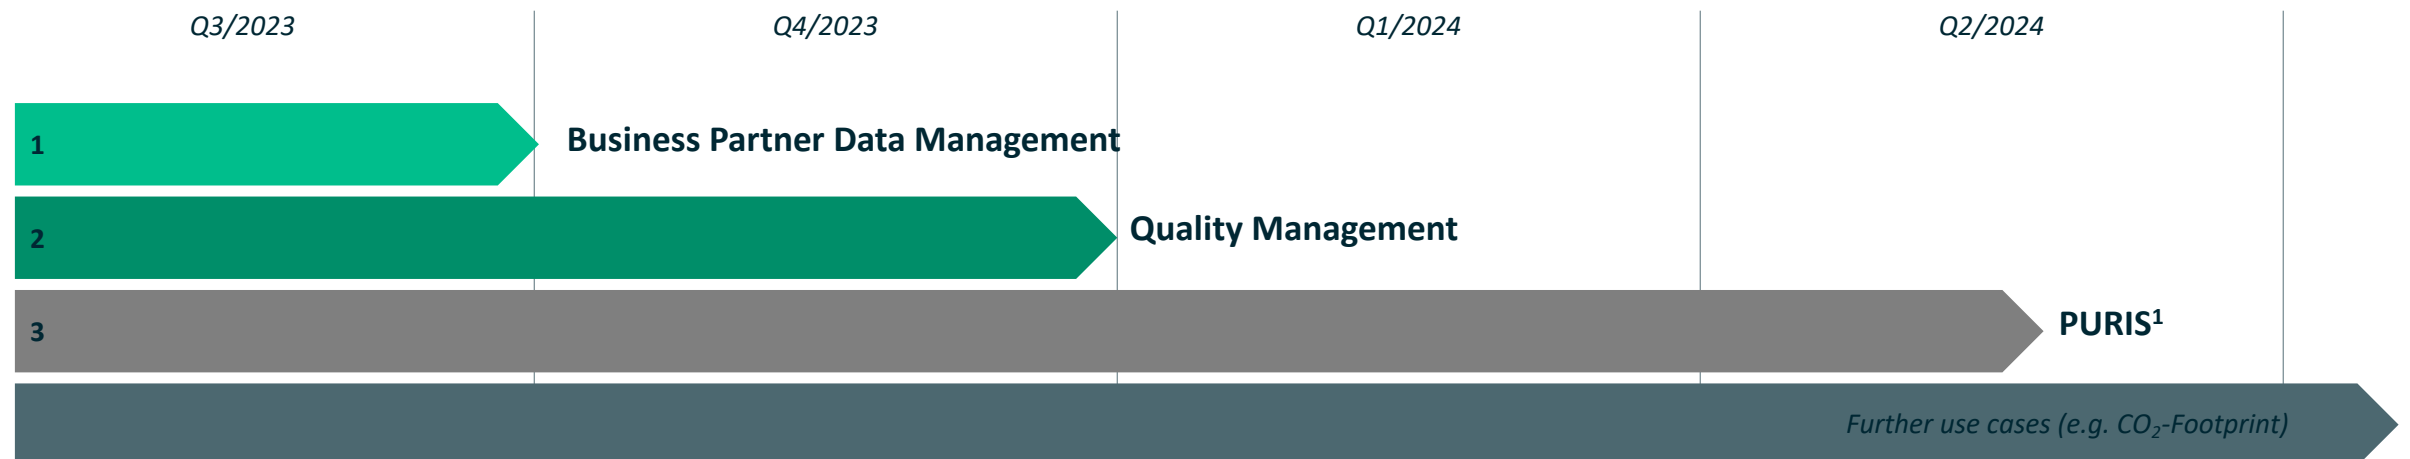 Q3/2023 Q4/2023 Q1/2024 Q2/2024
1 Business Partner Data Management
2 Quality Management
3 PURIS¹
Further use cases (e.g. CO₂-Footprint)